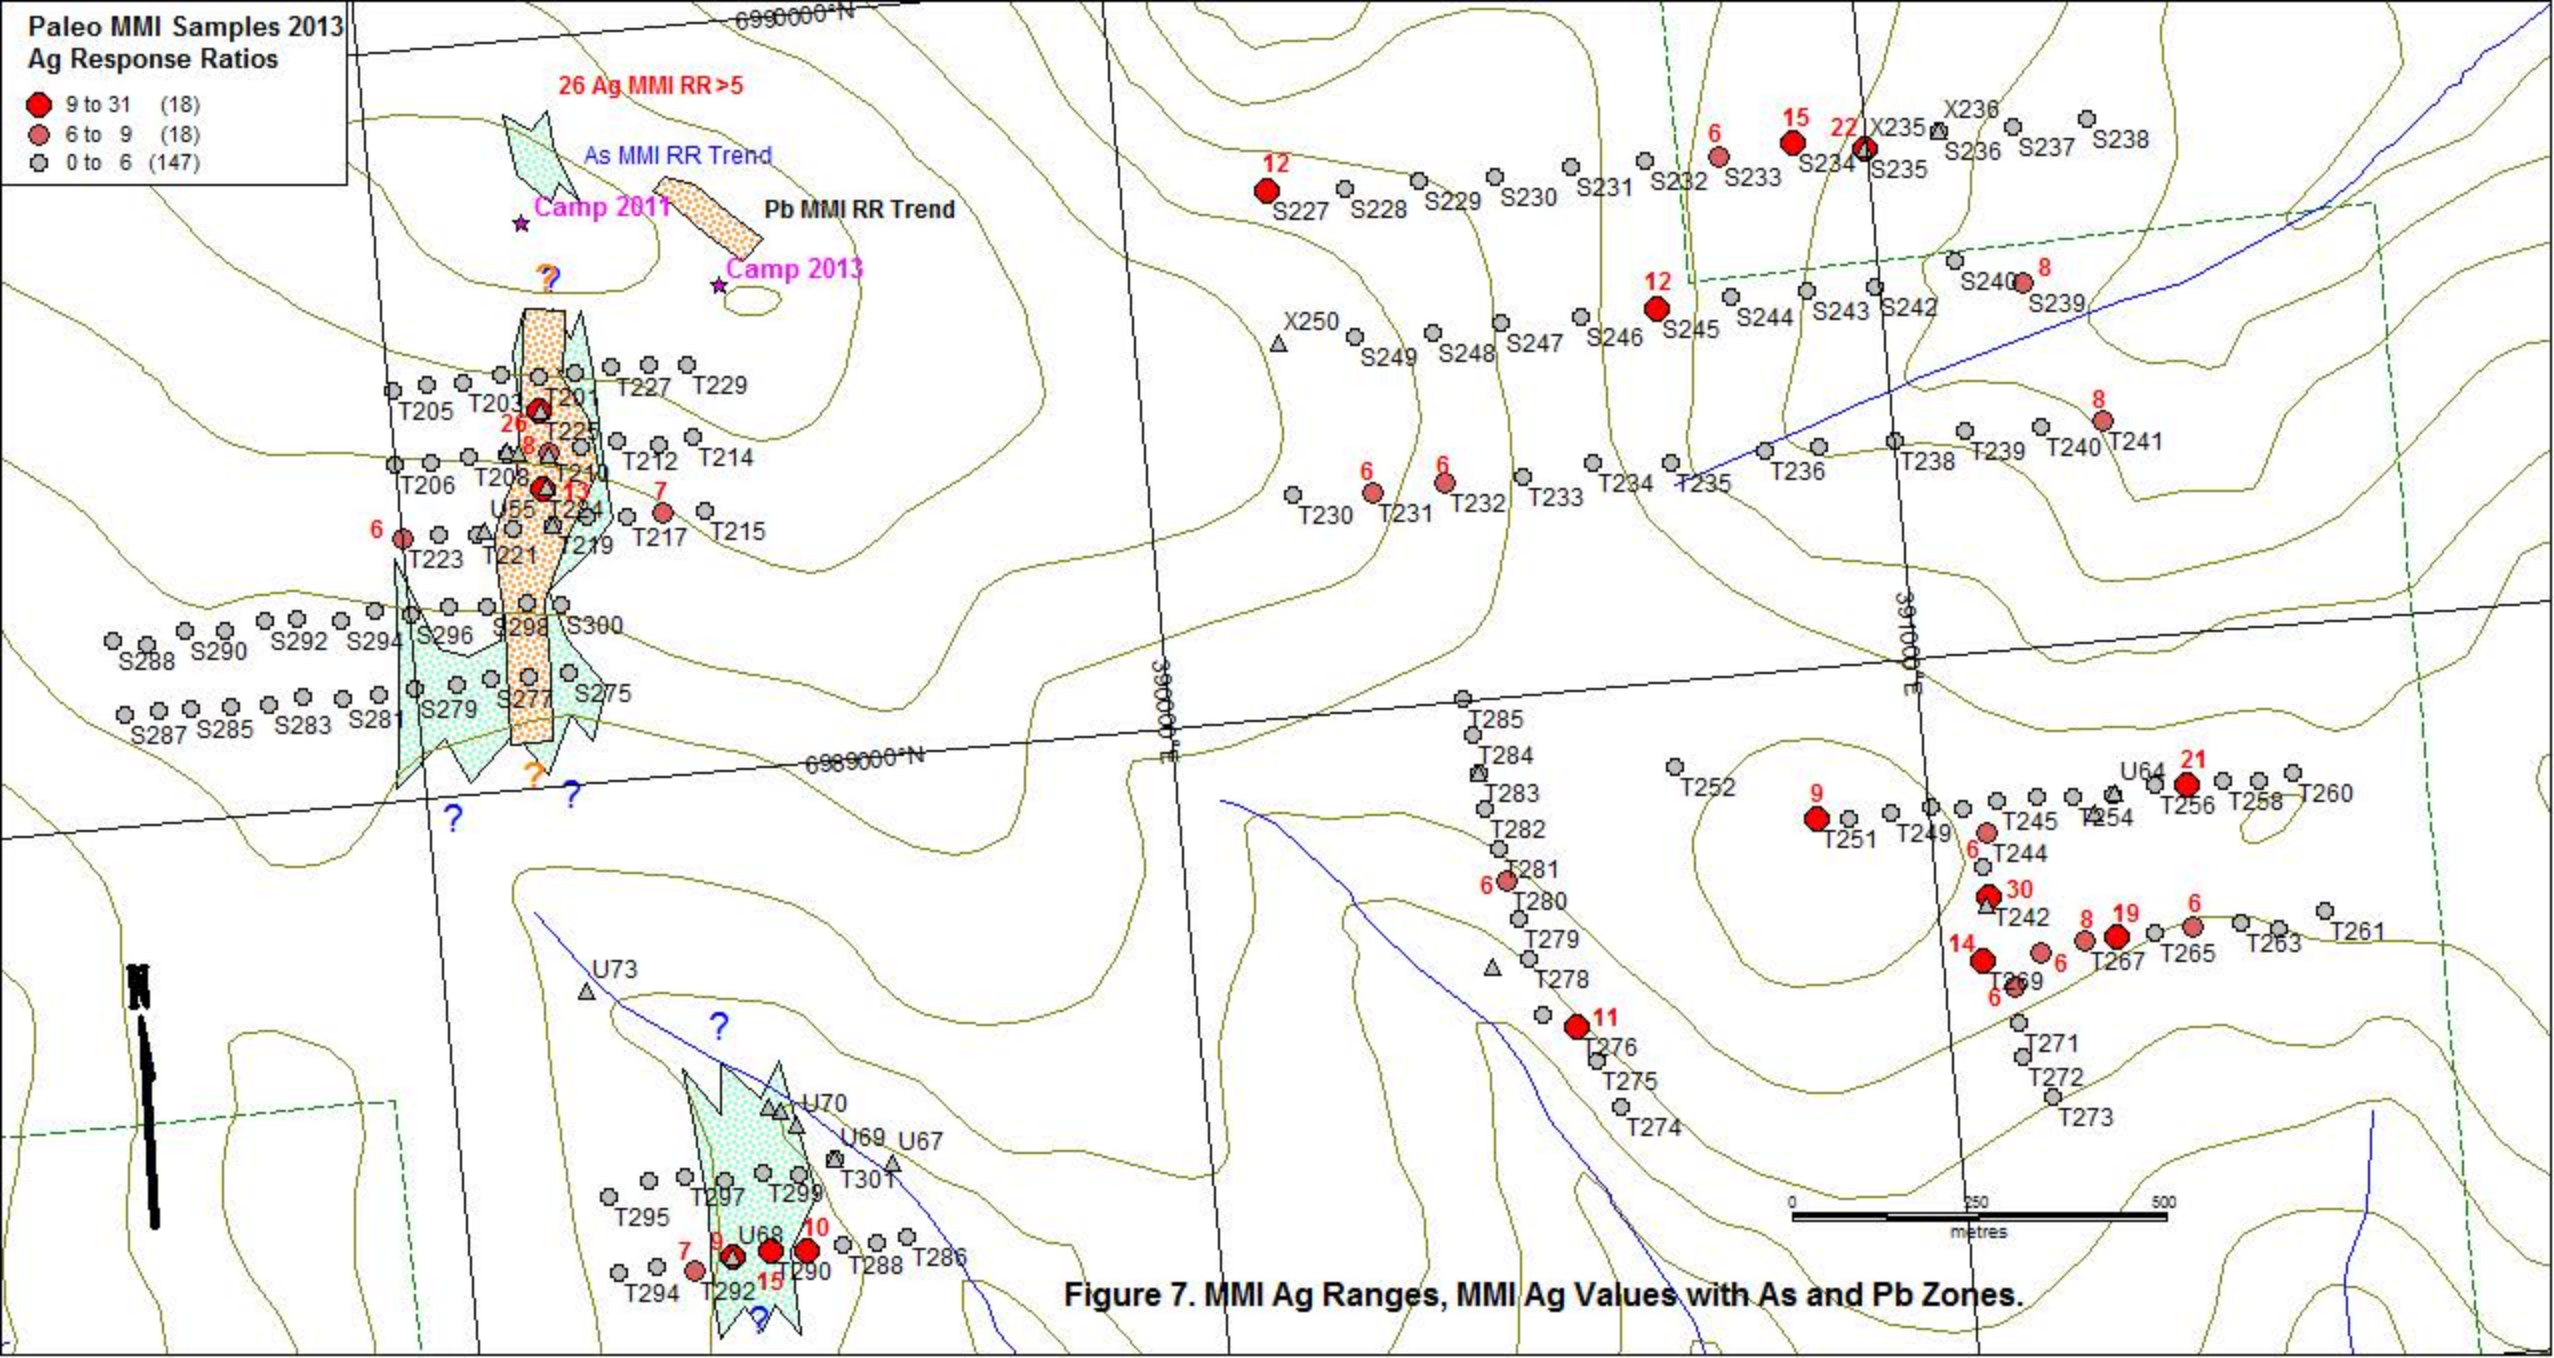 Paleo MMI Samples 2013
Ag Response Ratios
9 to 31 (18)
6 to 9 (18)
0 to 6 (147)
6990000°N
26 Ag MMI RR>5
As MMI RR Trend
Camp 2011
Pb MMI RR Trend
Camp 2013
?
?
12
S227
S228
S229
S230
S231
S232
6
S233
15
S234
22
X235
S235
X236
S236
S237
S238
X250
S249
S248
S247
S246
12
S245
S244
S243
S242
S240
8
S239
T205
T203
T201
T227
T229
26
T225
8
T206
T208
T210
T212
T214
13
U55
T224
7
6
T223
T221
T219
T217
T215
T230
6
T231
6
T232
T233
T234
T235
T236
T238
T239
T240
8
T241
S288
S290
S292
S294
S296
S298
S300
S287
S285
S283
S281
S279
S277
S275
391000°E
390000°E
6989000°N
?
?
?
T285
T284
T283
T282
T281
6
T280
T279
T278
11
T276
T275
T274
T252
9
T251
T249
T245
T254
U64
T256
21
T258
T260
6
T244
30
T242
14
T269
6
6
8
T267
19
T265
6
T263
T261
T271
T272
T273
N
U73
?
U70
U69
U67
T301
T295
T297
T299
7
9
U68
10
T294
T292
15
T290
T288
T286
?
0 250 500
metres
Figure 7. MMI Ag Ranges, MMI Ag Values with As and Pb Zones.